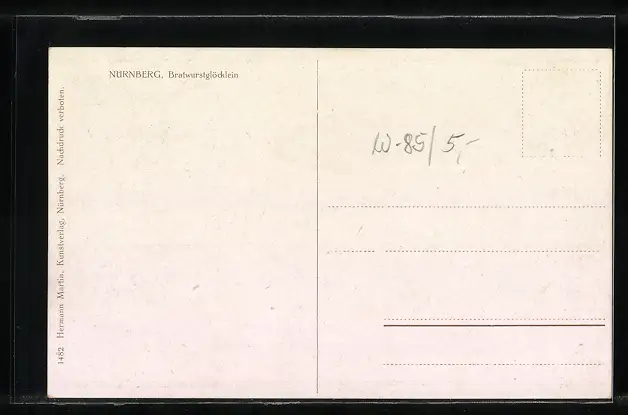 NÜRNBERG, Bratwurstglöcklein
W-85/5,-
1482 Hermann Martin, Kunstverlag, Nürnberg. Nachdruck verboten.